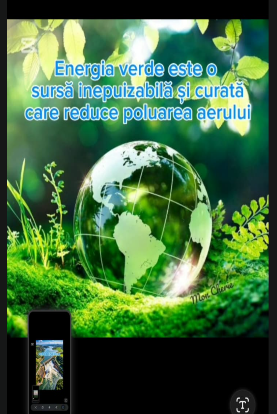 Energia verde este o
sursă inepuizabilă și curată
care reduce poluarea aerului